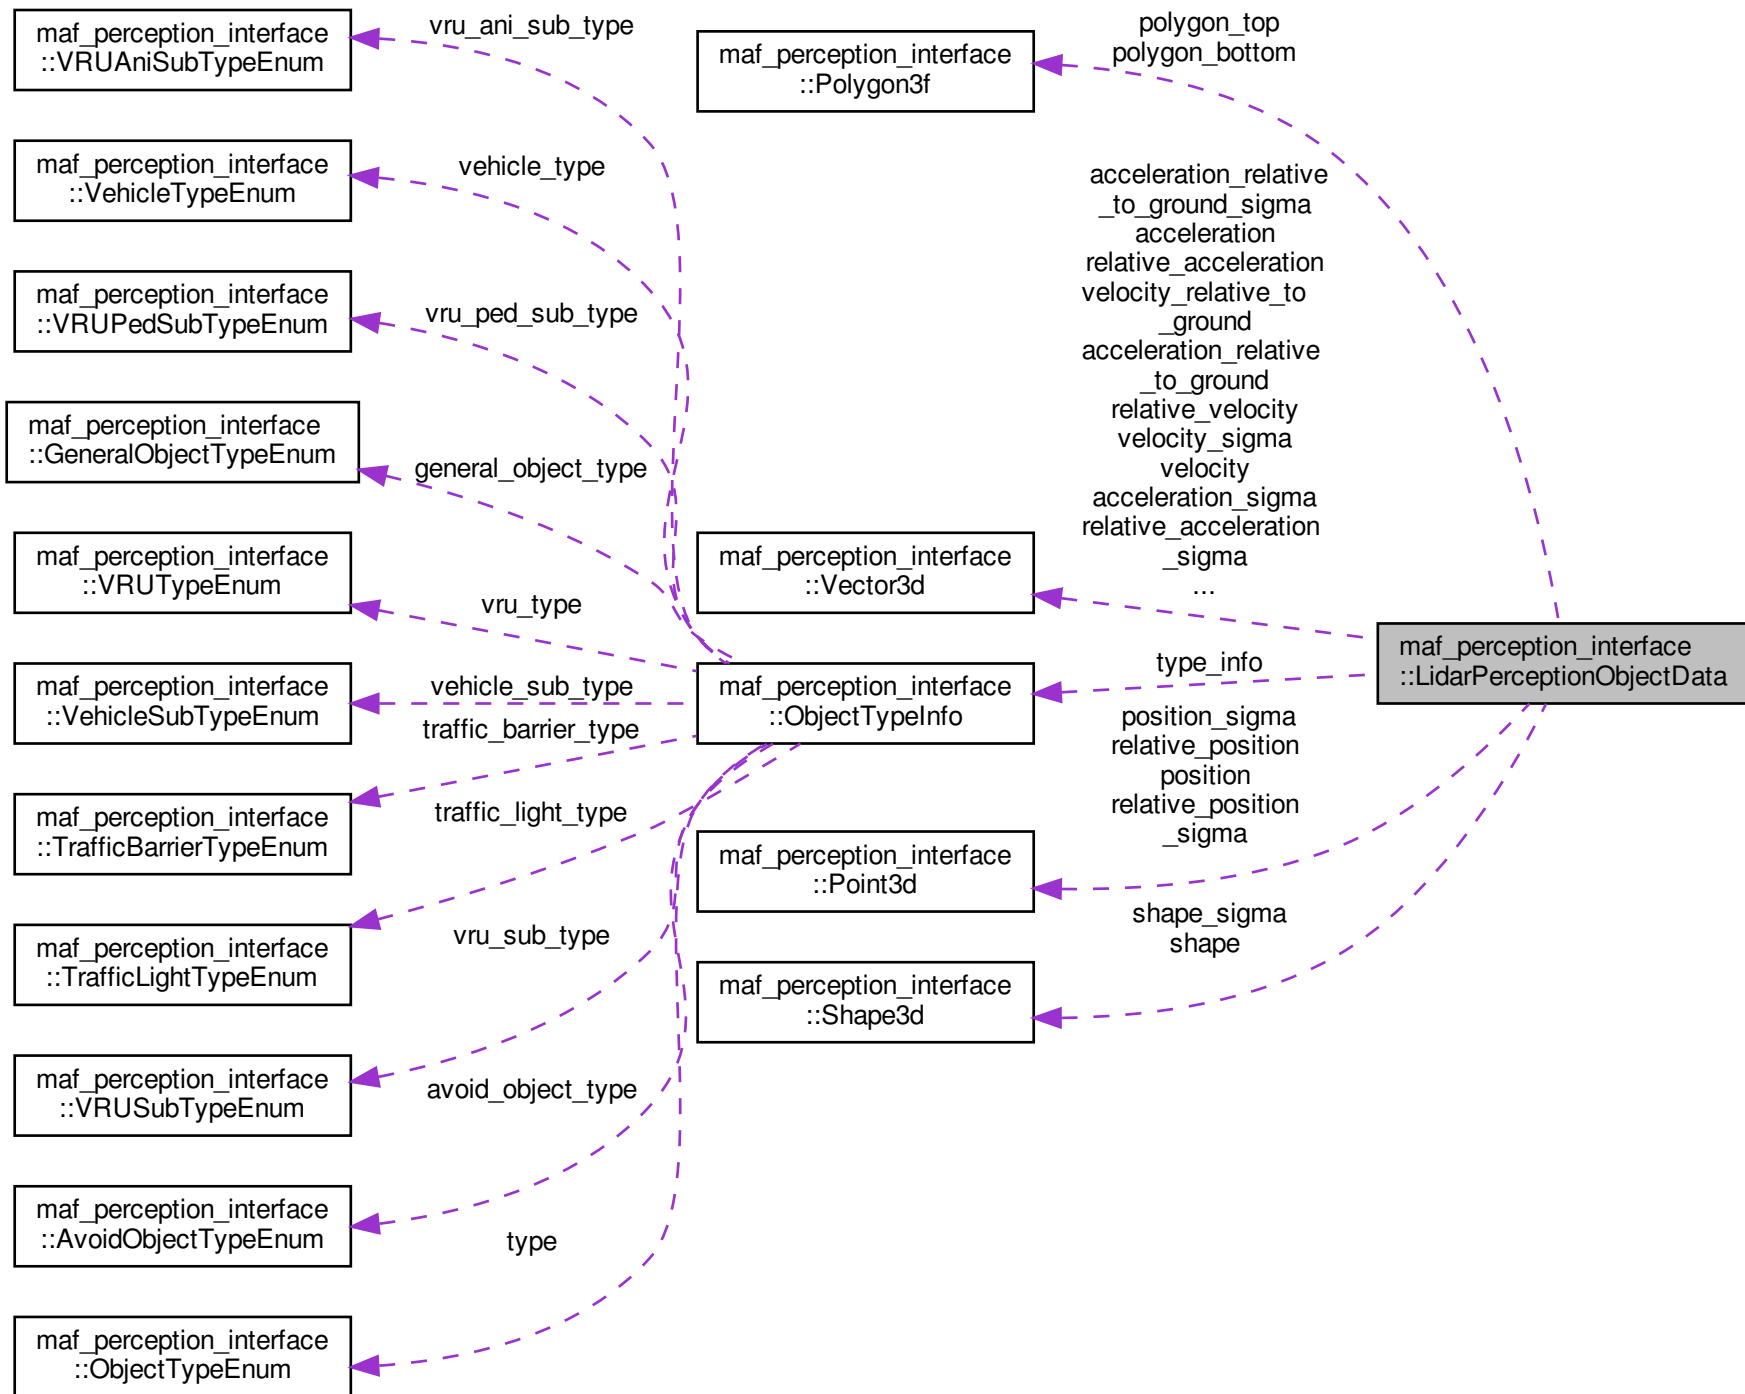 maf_perception_interface
::VRUAniSubTypeEnum
maf_perception_interface
::VehicleTypeEnum
maf_perception_interface
::VRUPedSubTypeEnum
maf_perception_interface
::GeneralObjectTypeEnum
maf_perception_interface
::VRUTypeEnum
maf_perception_interface
::VehicleSubTypeEnum
maf_perception_interface
::TrafficBarrierTypeEnum
maf_perception_interface
::TrafficLightTypeEnum
maf_perception_interface
::VRUSubTypeEnum
maf_perception_interface
::AvoidObjectTypeEnum
maf_perception_interface
::ObjectTypeEnum
vru_ani_sub_type
vehicle_type
vru_ped_sub_type
general_object_type
vru_type
vehicle_sub_type
traffic_barrier_type
traffic_light_type
vru_sub_type
avoid_object_type
type
maf_perception_interface
::Polygon3f
maf_perception_interface
::Vector3d
maf_perception_interface
::ObjectTypeInfo
maf_perception_interface
::Point3d
maf_perception_interface
::Shape3d
polygon_top
polygon_bottom
acceleration_relative
_to_ground_sigma
acceleration
relative_acceleration
velocity_relative_to
_ground
acceleration_relative
_to_ground
relative_velocity
velocity_sigma
velocity
acceleration_sigma
relative_acceleration
_sigma
...
type_info
position_sigma
relative_position
position
relative_position
_sigma
shape_sigma
shape
maf_perception_interface
::LidarPerceptionObjectData